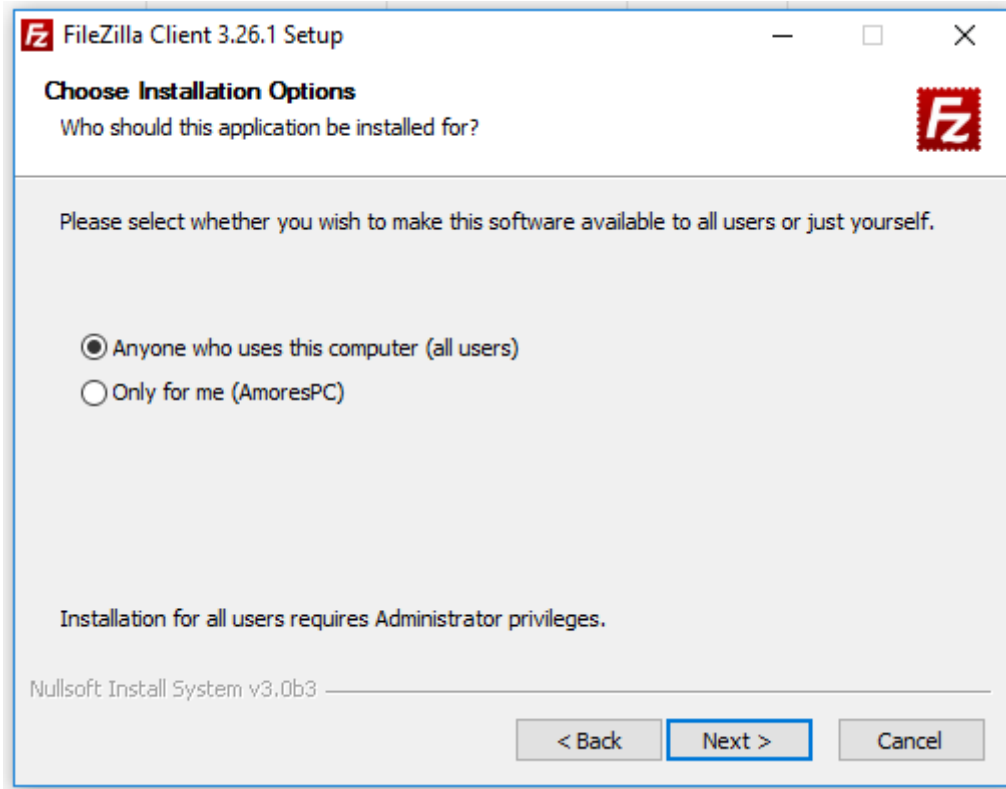 FileZilla Client 3.26.1 Setup
Choose Installation Options
Who should this application be installed for?
Fz
Please select whether you wish to make this software available to all users or just yourself.
Anyone who uses this computer (all users)
Only for me (AmoresPC)
Installation for all users requires Administrator privileges.
Nullsoft Install System v3.0b3
< Back Next > Cancel